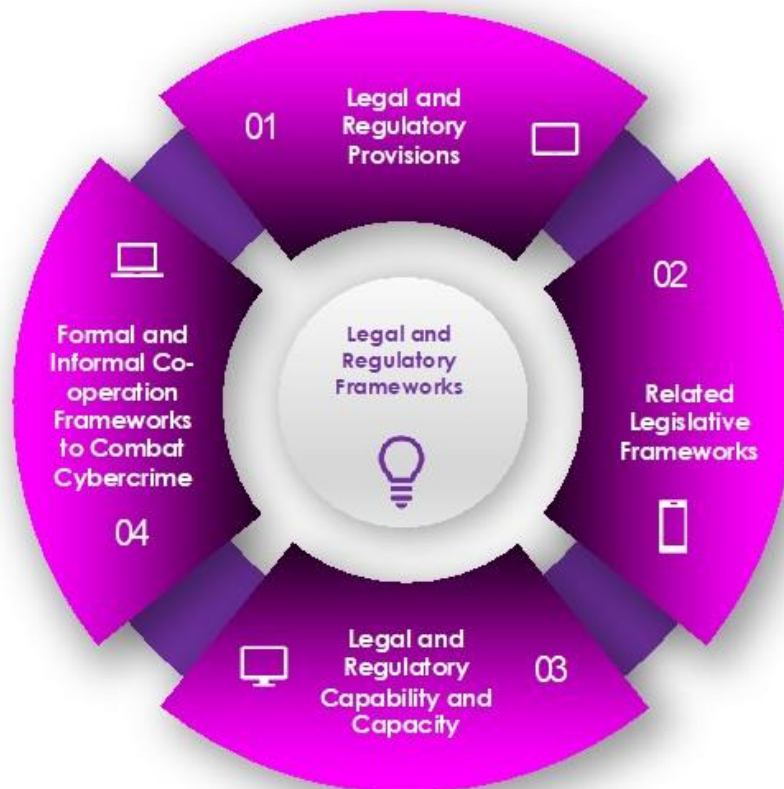 01
Legal and
Regulatory
Provisions
02
Related
Legislative
Frameworks
Legal and
Regulatory
Capability and
Capacity
03
Formal and
Informal Co-
operation
Frameworks
to Combat
Cybercrime
04
Legal and
Regulatory
Frameworks